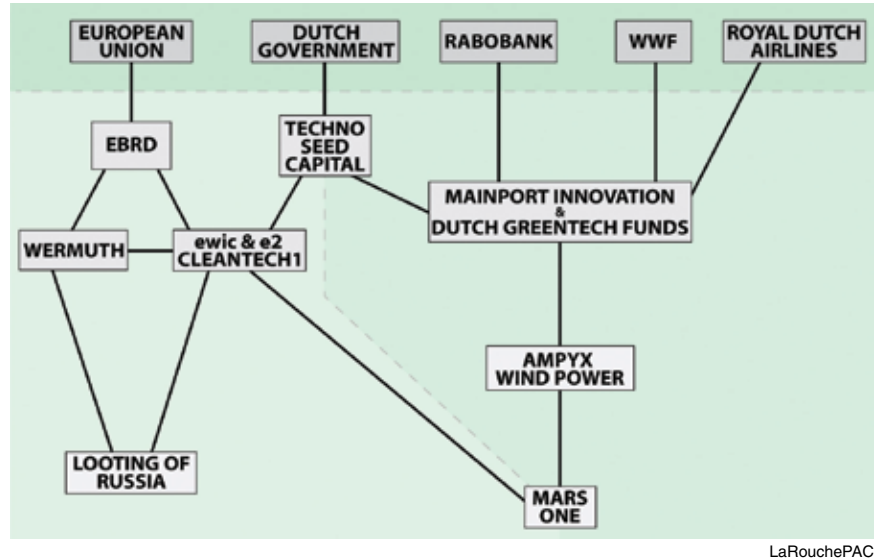 EUROPEAN
UNION
DUTCH
GOVERNMENT
RABOBANK
WWF
ROYAL DUTCH
AIRLINES
EBRD
TECHNO
SEED
CAPITAL
MAINPORT INNOVATION
&
DUTCH GREENTECH FUNDS
WERMUTH
ewic & e2
CLEANTECH1
AMPYX
WIND POWER
LOOTING OF
RUSSIA
MARS
ONE
LaRouchePAC